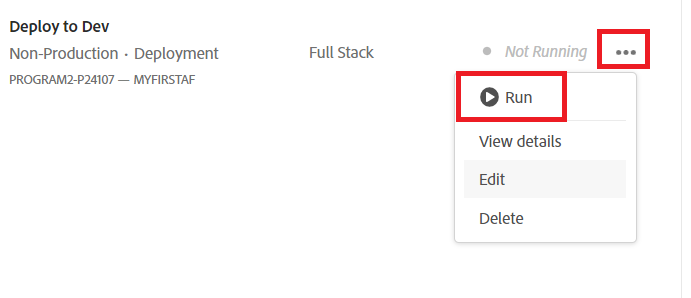 Deploy to Dev
Non-Production · Deployment
Full Stack
Not Running
PROGRAM2-P24107 — MYFIRSTAF
Run
View details
Edit
Delete